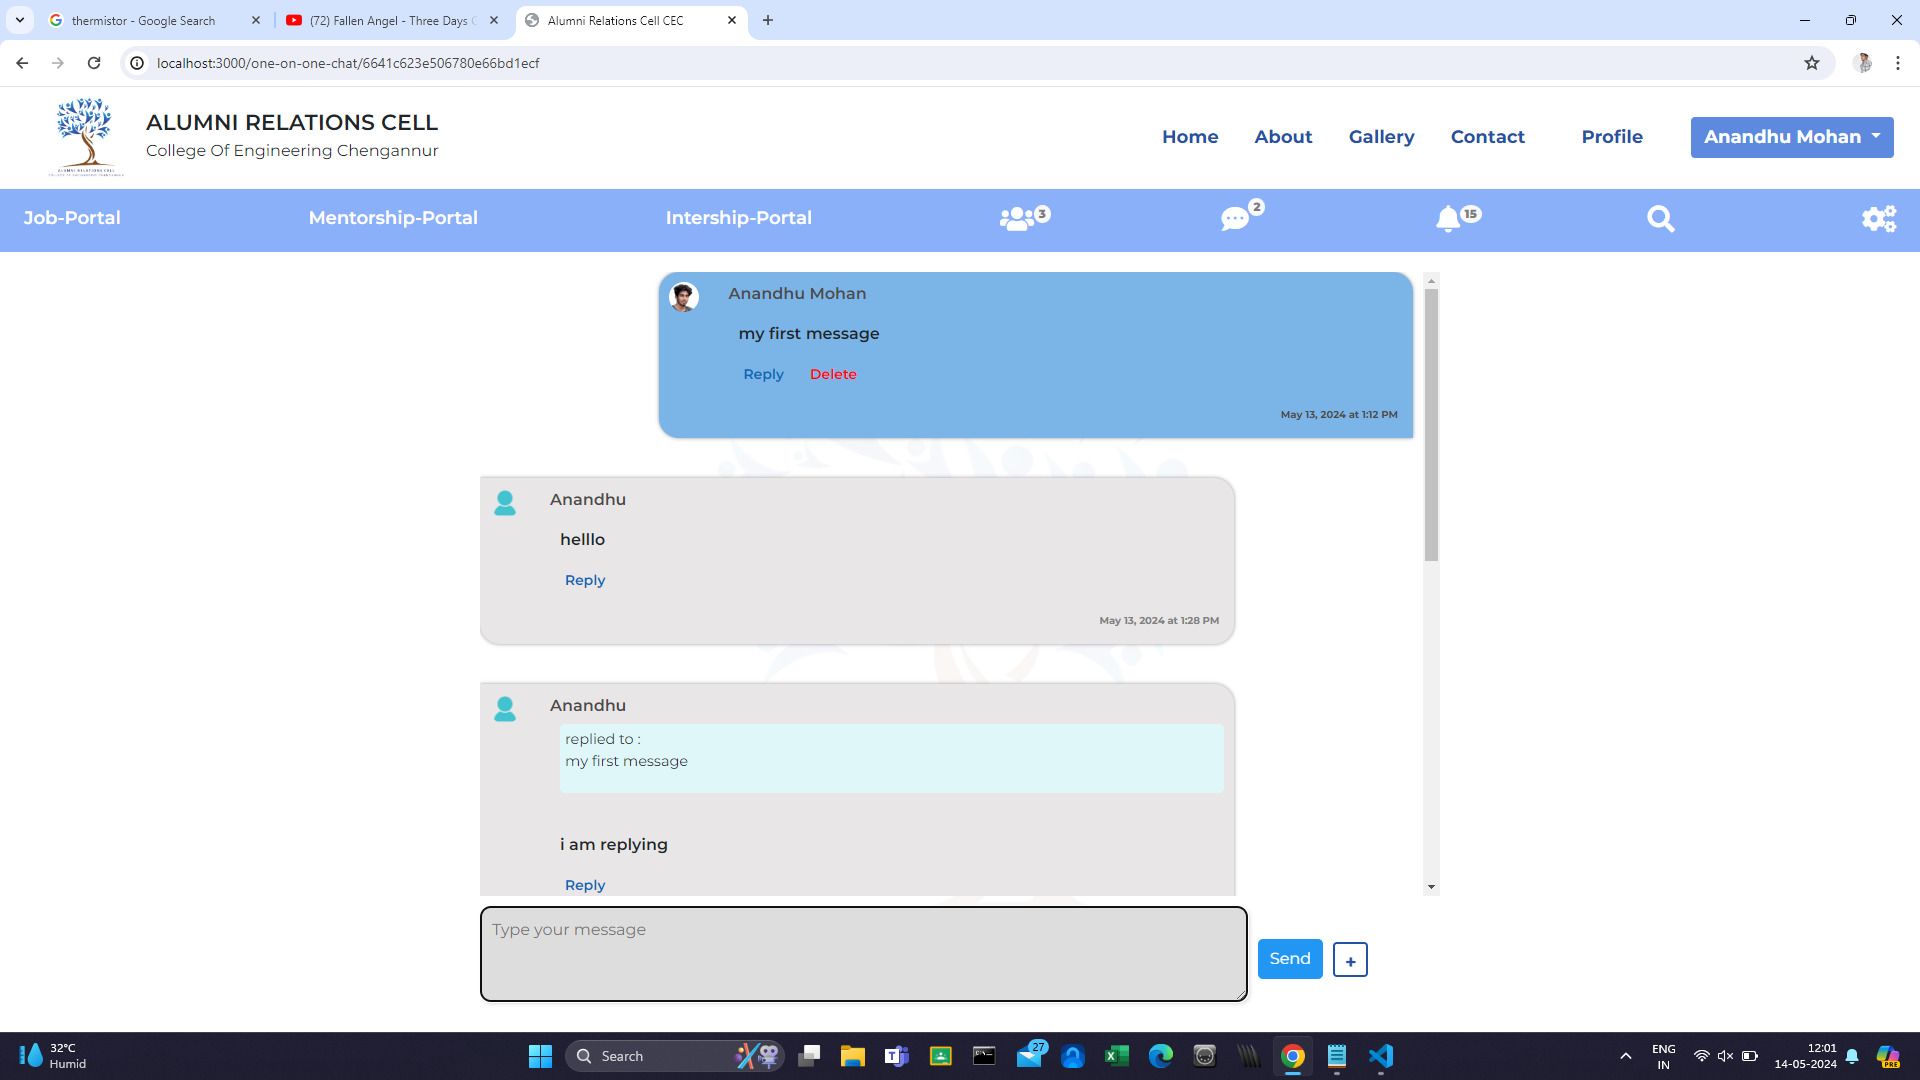 thermistor - Google Search
(72) Fallen Angel - Three Days G
Alumni Relations Cell CEC
localhost:3000/one-on-one-chat/6641c623e506780e66bd1ecf
ALUMNI RELATIONS CELL
College Of Engineering Chengannur
Home
About
Gallery
Contact
Profile
Anandhu Mohan
Job-Portal
Mentorship-Portal
Intership-Portal
3
2
15
Anandhu Mohan
my first message
Reply Delete
May 13, 2024 at 1:12 PM
Anandhu
helllo
Reply
May 13, 2024 at 1:28 PM
Anandhu
replied to :
my first message
i am replying
Reply
Type your message
Send
+
32°C
Humid
Search
27
ENG
IN
12:01
14-05-2024
PRE